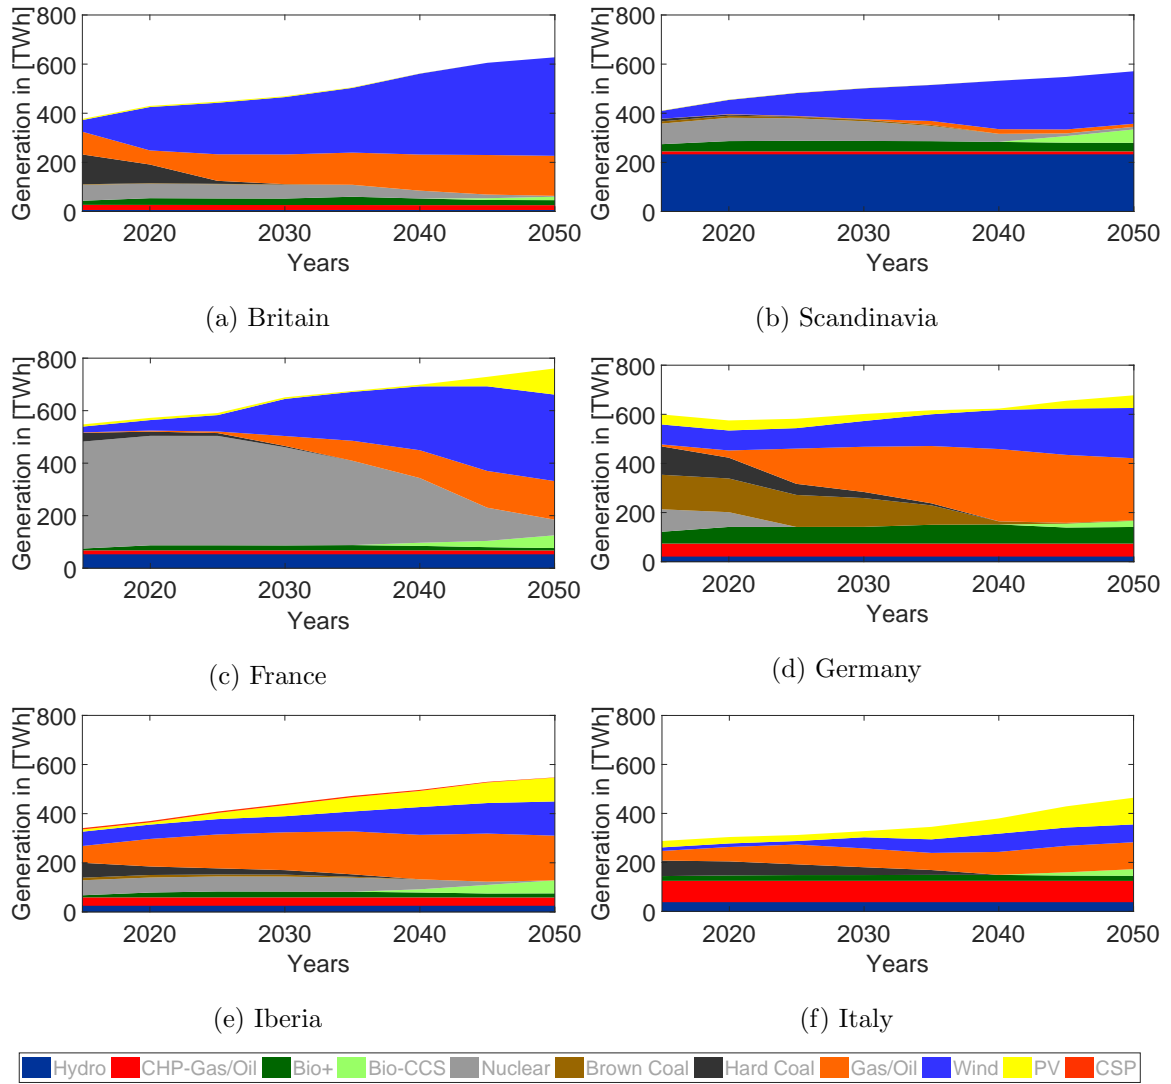 800
600
400
200
0
Generation in [TWh]
2020 2030 2040 2050
Years
(a) Britain
800
600
400
200
0
Generation in [TWh]
2020 2030 2040 2050
Years
(b) Scandinavia
800
600
400
200
0
Generation in [TWh]
2020 2030 2040 2050
Years
(c) France
800
600
400
200
0
Generation in [TWh]
2020 2030 2040 2050
Years
(d) Germany
800
600
400
200
0
Generation in [TWh]
2020 2030 2040 2050
Years
(e) Iberia
800
600
400
200
0
Generation in [TWh]
2020 2030 2040 2050
Years
(f) Italy
Hydro CHP-Gas/Oil Bio+ Bio-CCS Nuclear Brown Coal Hard Coal Gas/Oil Wind PV CSP